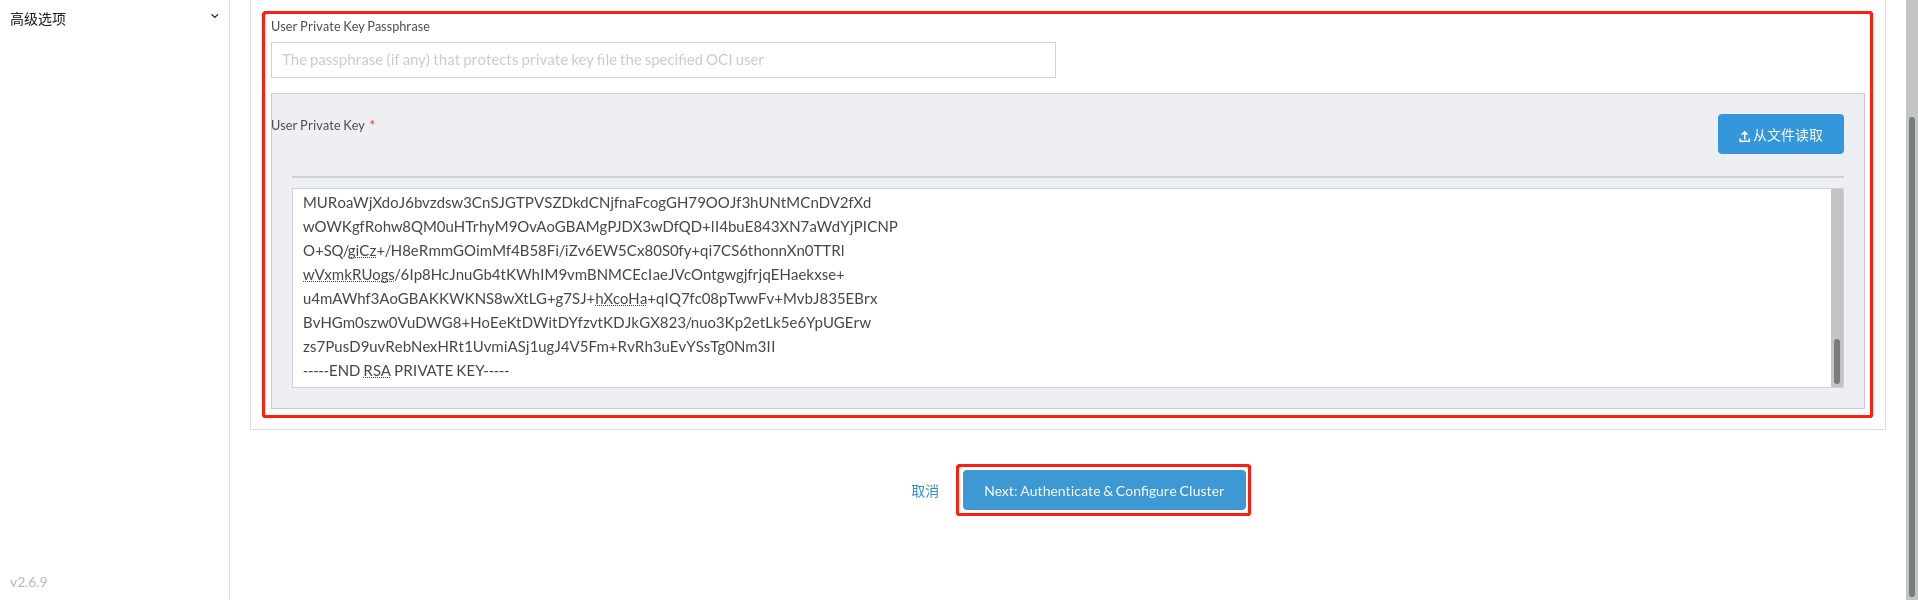 高级选项
User Private Key Passphrase
The passphrase (if any) that protects private key file the specified OCI user
User Private Key *
从文件读取
MURoaWjXdoJ6bvzdsw3CnSJGTPVSZDkdCNjfnaFcogGH79OOJf3hUNtMCnDV2fXd
wOWKgfRohw8QM0uHTrhyM9OvAoGBAMgPJDX3wDfQD+lI4buE843XN7aWdYjPICNP
O+SQ/giCz+/H8eRmmGOimMf4B58Fi/iZv6EW5Cx80S0fy+qi7CS6thonnXn0TTRl
wVxmkRUogs/6Ip8HcJnuGb4tKWhIM9vmBNMCEcIaeJVcOntgwgjfrjqEHaekxse+
u4mAWhf3AoGBAKKWKNS8wXtLG+g7SJ+hXcoHa+qIQ7fc08pTwwFv+MvbJ835EBrx
BvHGm0szw0VuDWG8+HoEeKtDWitDYfzvtKDJkGX823/nuo3Kp2etLk5e6YpUGErw
zs7PusD9uvRebNexHRt1UvmiASj1ugJ4V5Fm+RvRh3uEvYSsTg0Nm3II
-----END RSA PRIVATE KEY-----
取消
Next: Authenticate & Configure Cluster
v2.6.9